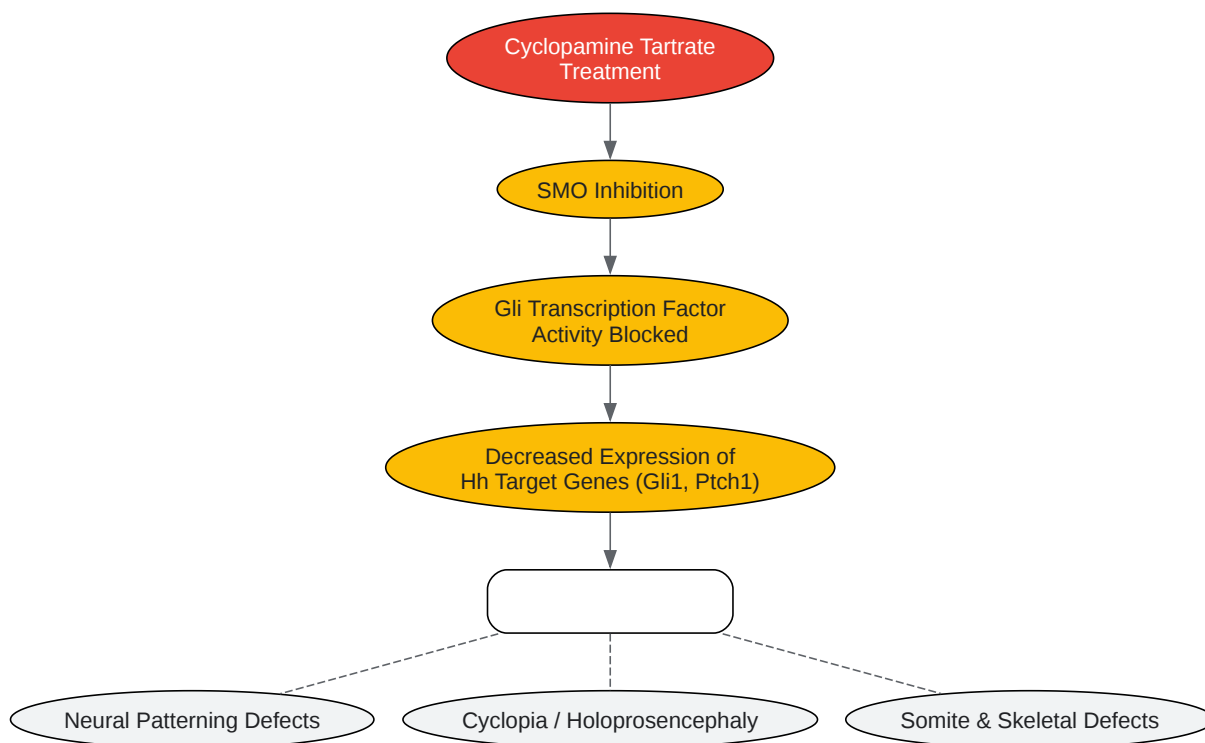 Cyclopamine Tartrate
Treatment
SMO Inhibition
Gli Transcription Factor
Activity Blocked
Decreased Expression of
Hh Target Genes (Gli1, Ptch1)
Neural Patterning Defects
Cyclopia / Holoprosencephaly
Somite & Skeletal Defects